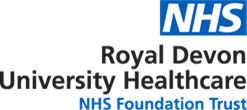 NHS
Royal Devon
University Healthcare
NHS Foundation Trust